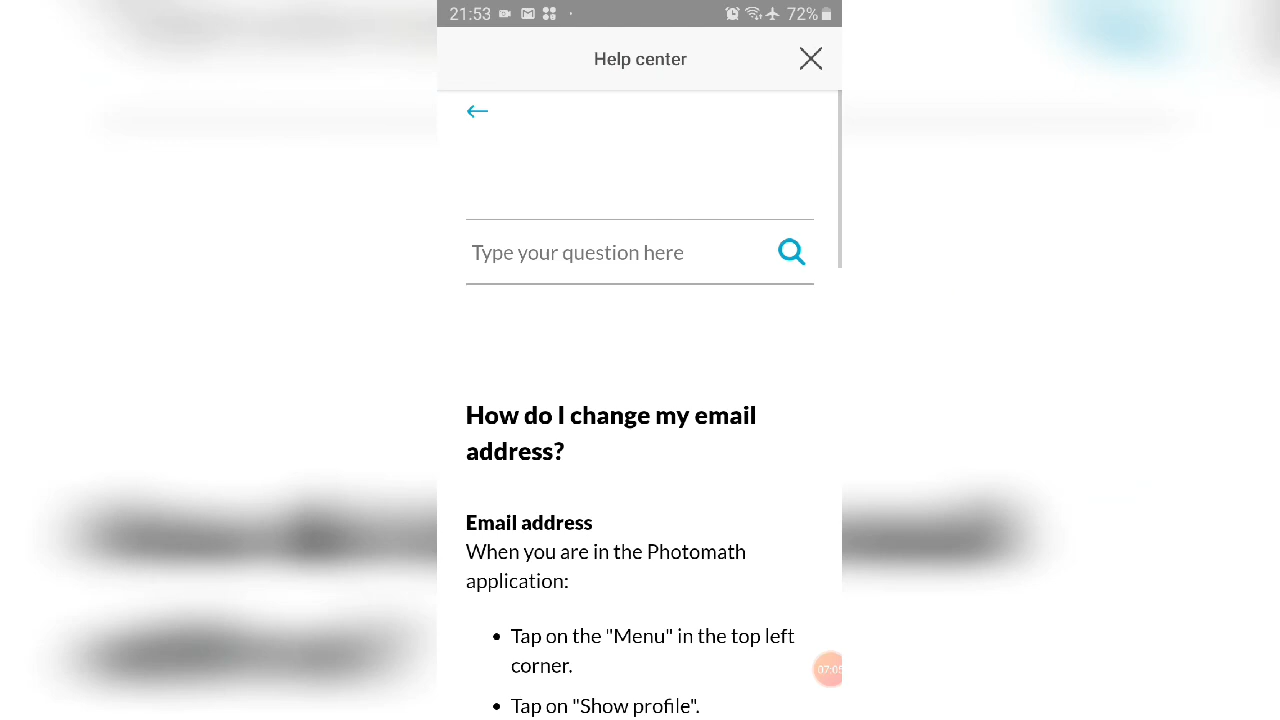 21:53 72%
Help center
Type your question here
How do I change my email
address?
Email address
When you are in the Photomath
application:
• Tap on the "Menu" in the top left
corner.
• Tap on "Show profile".